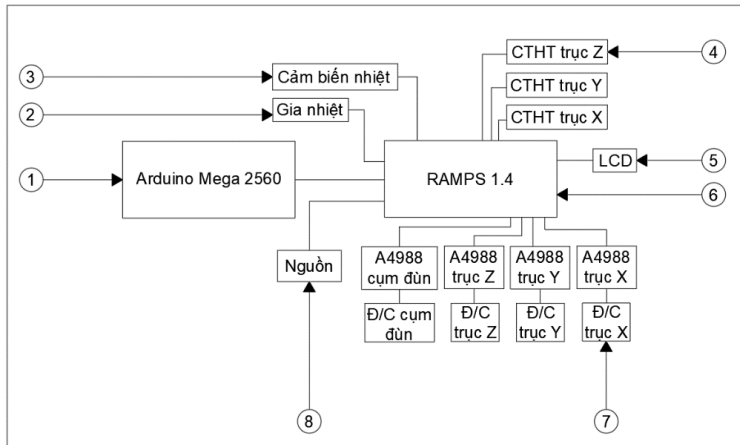 CTHT trục Z
4
3
Cảm biến nhiệt
CTHT trục Y
2
Gia nhiệt
CTHT trục X
1
Arduino Mega 2560
RAMPS 1.4
LCD
5
6
Nguồn
A4988
cụm đùn
A4988
trục Z
A4988
trục Y
A4988
trục X
Đ/C cụm
đùn
Đ/C
trục Z
Đ/C
trục Y
Đ/C
trục X
8
7